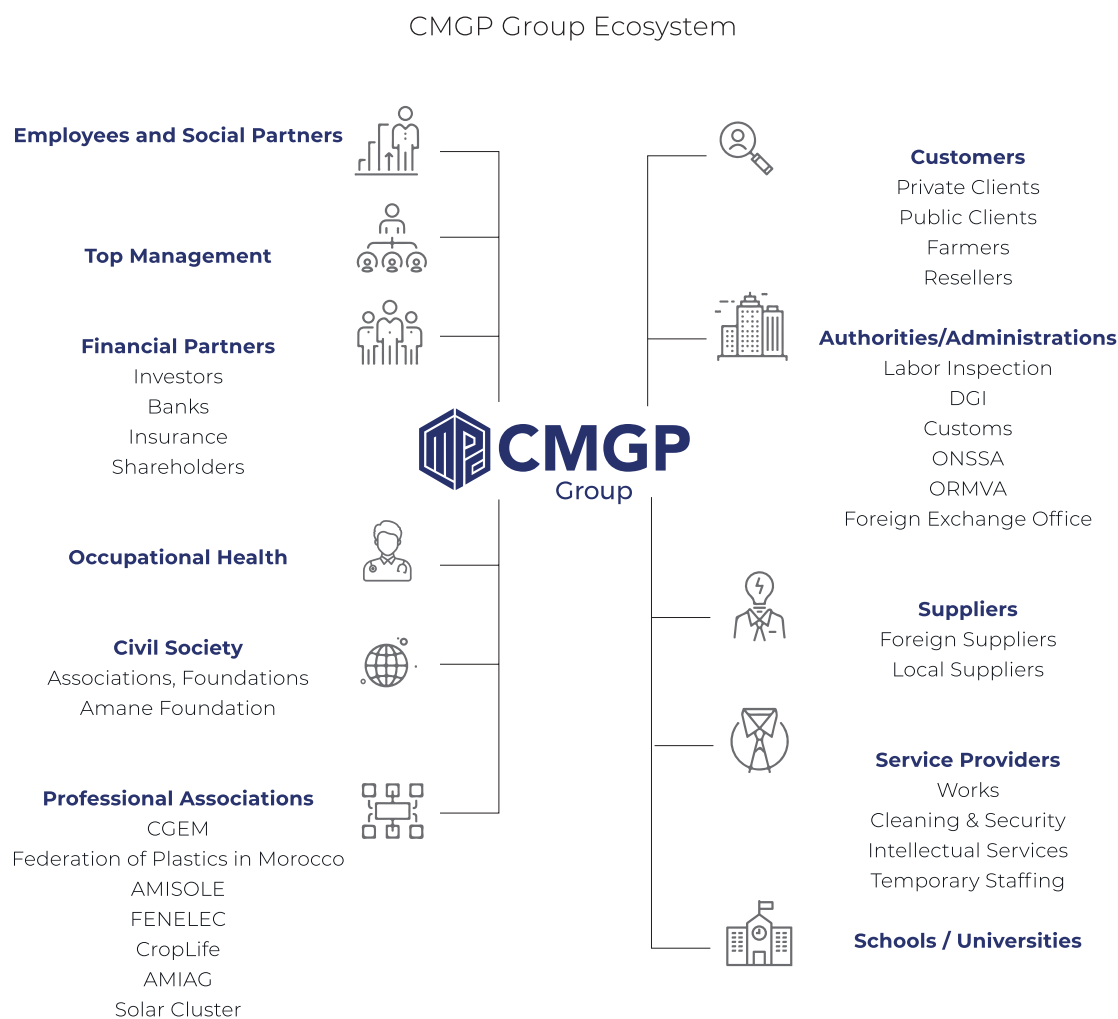 CMGP Group Ecosystem
Employees and Social Partners
Top Management
Financial Partners
Investors
Banks
Insurance
Shareholders
Occupational Health
Civil Society
Associations, Foundations
Amane Foundation
Professional Associations
CGEM
Federation of Plastics in Morocco
AMISOLE
FENELEC
CropLife
AMIAG
Solar Cluster
CMGP
Group
Customers
Private Clients
Public Clients
Farmers
Resellers
Authorities/Administrations
Labor Inspection
DGI
Customs
ONSSA
ORMVA
Foreign Exchange Office
Suppliers
Foreign Suppliers
Local Suppliers
Service Providers
Works
Cleaning & Security
Intellectual Services
Temporary Staffing
Schools / Universities